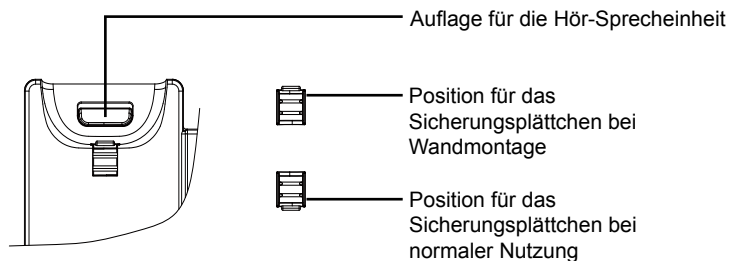 Auflage für die Hör-Sprecheinheit
Position für das
Sicherungsplättchen bei
Wandmontage
Position für das
Sicherungsplättchen bei
normaler Nutzung